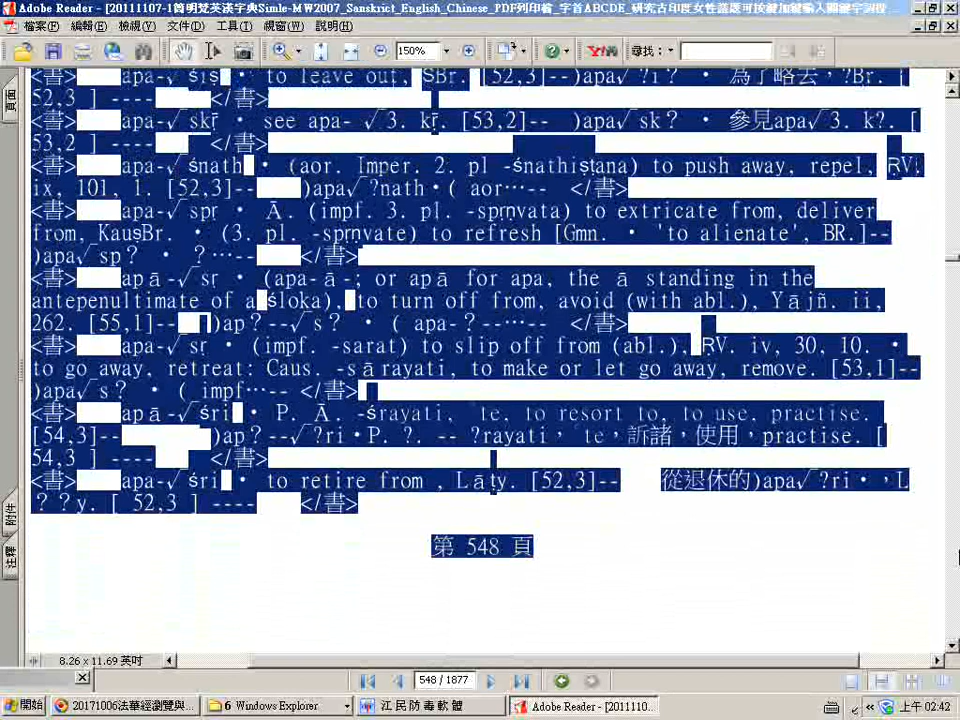 Adobe Reader - [20111107-1簡明梵英漢字典Simle-MW2007_Sanskrict_English_Chinese_PDF列印檔_字首ABCDE_研究古印度女性議題可按鍵
檔案(F) 編輯(E) 檢視(V) 文件(D) 工具(T) 視窗(W) 說明(H)
150% 尋找:
頁面
<書> apa-√śiṣ • to leave out, ŚBr. [52,3]--)apa√?i? • 為了略去,?Br. [
52,3 ] ---- </書>
<書> apa-√skṝ • see apa- √3. kṝ. [53,2]-- )apa√sk? • 參見apa√3. k?. [
53,2 ] ---- </書>
<書> apa-√śnath • (aor. Imper. 2. pl -śnathiṣṭana) to push away, repel, ṚV.
ix, 101, 1. [52,3]-- )apa√?nath•( aor…-- </書>
<書> apa-√spṛ • Ā. (impf. 3. pl. -spṛṇvata) to extricate from, deliver
from, KauṣBr. • (3. pl. -spṛṇvate) to refresh [Gmn. • 'to alienate', BR.]--
)apa√sp? • ?…-- </書>
<書> apā-√sṛ • (apa-ā-; or apā for apa, the ā standing in the
antepenultimate of a śloka), to turn off from, avoid (with abl.), Yājñ. ii,
262. [55,1]-- )ap?--√s? • ( apa-?--…-- </書>
<書> apa-√sṛ • (impf. -sarat) to slip off from (abl.), ṚV. iv, 30, 10. •
to go away, retreat: Caus. -sārayati, to make or let go away, remove. [53,1]--
)apa√s? • ( impf…-- </書>
<書> apā-√śri • P. Ā. -śrayati, te, to resort to, to use, practise.
[54,3]-- )ap?--√?ri•P. ?. -- ?rayati,te,訴諸,使用,practise. [
54,3 ] ---- </書>
<書> apa-√śri • to retire from , Lāṭy. [52,3]-- 從退休的)apa√?ri•,L
??y. [ 52,3 ] ---- </書>
第 548 頁
附件
注釋
8.26 x 11.69 英吋
548 / 1877
開始 20171006法華經瀏覽與... 6 Windows Explorer 江民防毒軟體 Adobe Reader - [2011110... 上午 02:42